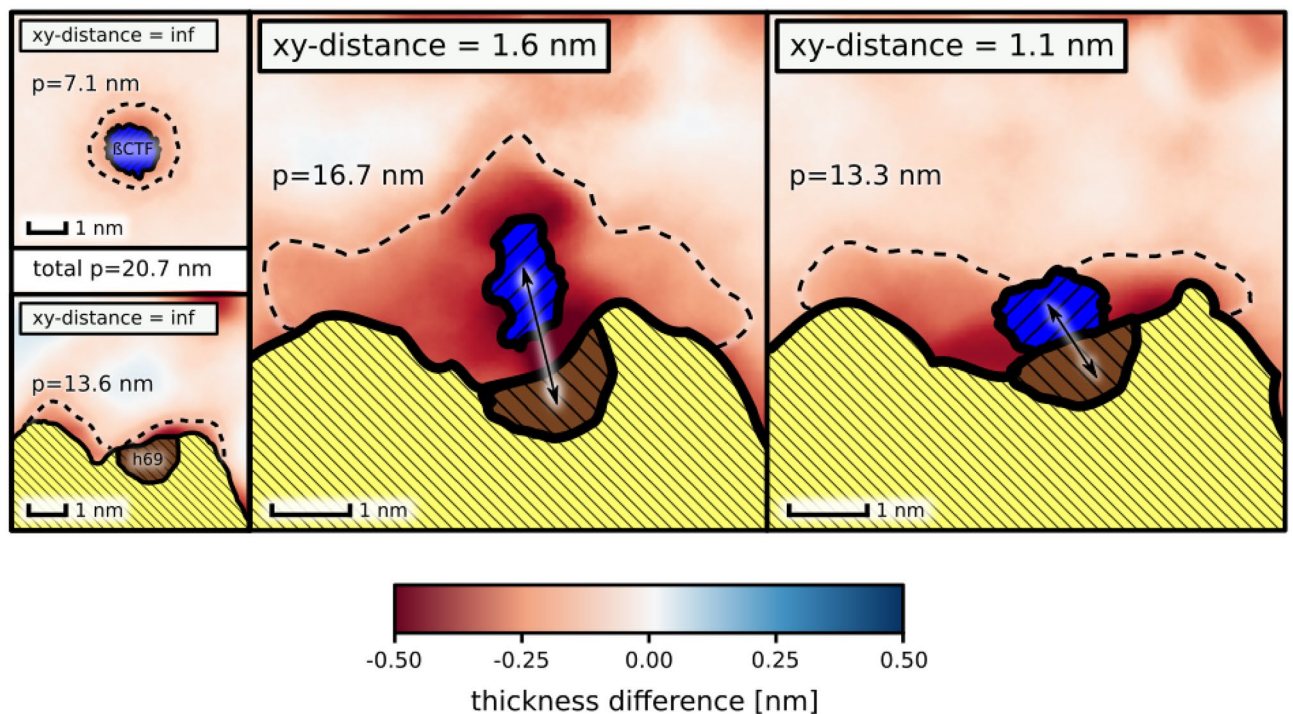 xy-distance = inf
p=7.1 nm
ßCTF
1 nm
total p=20.7 nm
xy-distance = inf
p=13.6 nm
h69
1 nm
xy-distance = 1.6 nm
p=16.7 nm
1 nm
xy-distance = 1.1 nm
p=13.3 nm
1 nm
-0.50 -0.25 0.00 0.25 0.50
thickness difference [nm]